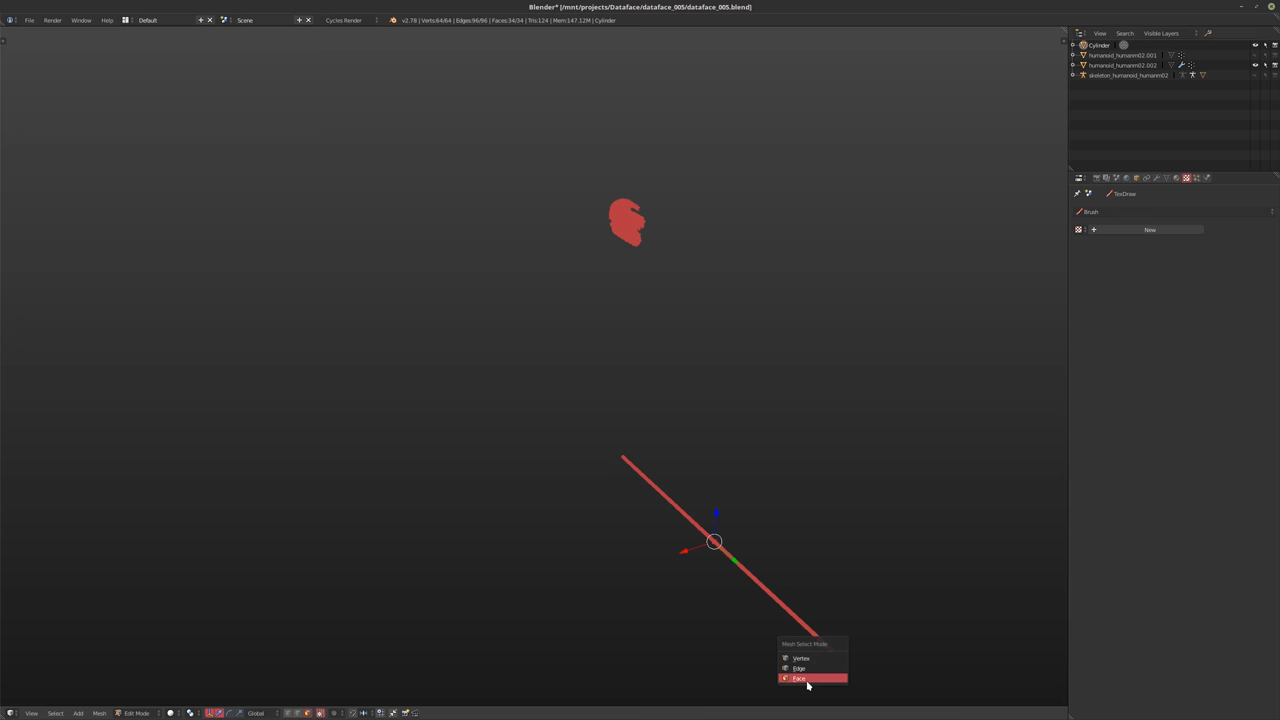 Blender* [/mnt/projects/Dataface/dataface_005/dataface_005.blend]
File Render Window Help Default Scene Cycles Render v2.78 | Verts:64/64 | Edges:96/96 | Faces:34/34 | Tris:124 | Mem:147.12M | Cylinder
View Search Visible Layers
Cylinder
humanoid_humanm02.001
humanoid_humanm02.002
skeleton_humanoid_humanm02
TexDraw
Brush
New
Mesh Select Mode
Vertex
Edge
Face
View Select Add Mesh Edit Mode Global